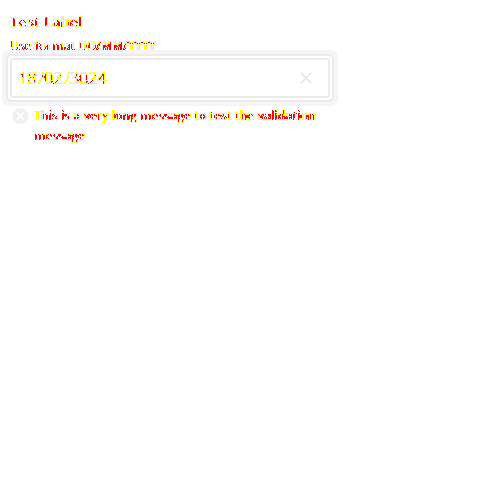 Test Label
Use format DD/MM/YYYY
18/02/3024
This is a very long message to test the validation
message